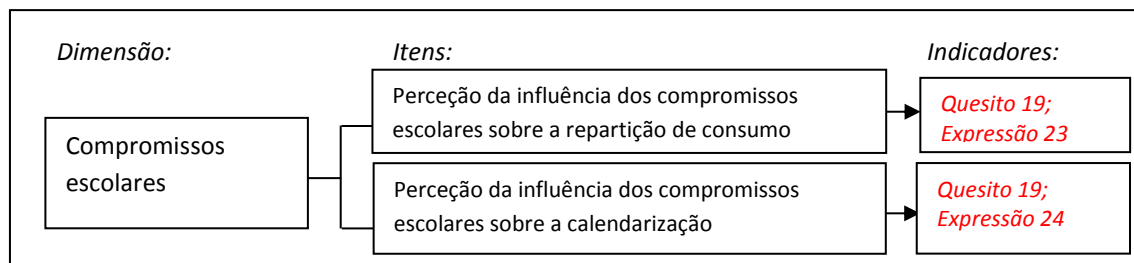 Dimensão:
Itens:
Indicadores:
Compromissos
escolares
Perceção da influência dos compromissos
escolares sobre a repartição de consumo
Quesito 19;
Expressão 23
Perceção da influência dos compromissos
escolares sobre a calendarização
Quesito 19;
Expressão 24